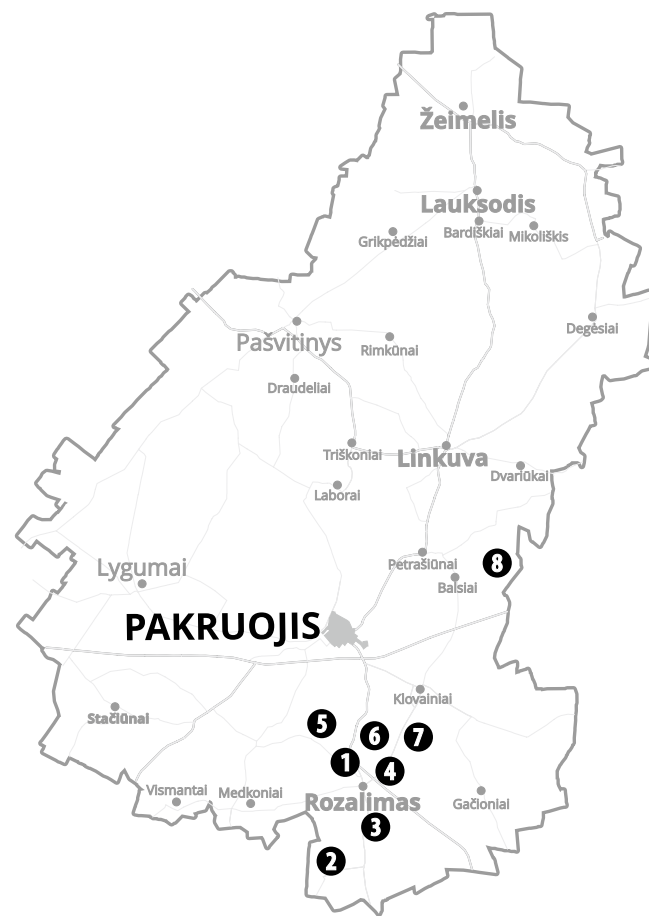 Žeimelis
Lauksodis
Bardiškiai
Mikoliškis
Grikpėdžiai
Degėsiai
Pašvitinys
Rimkūnai
Draudeliai
Triškoniai
Linkuva
Dvariūkai
Laborai
Petrašiūnai
8
Lygumai
Balsiai
PAKRUOJIS
Klovainiai
Stačiūnai
5
6
7
1
4
Vismantai
Medkoniai
Rozalimas
Gačioniai
3
2